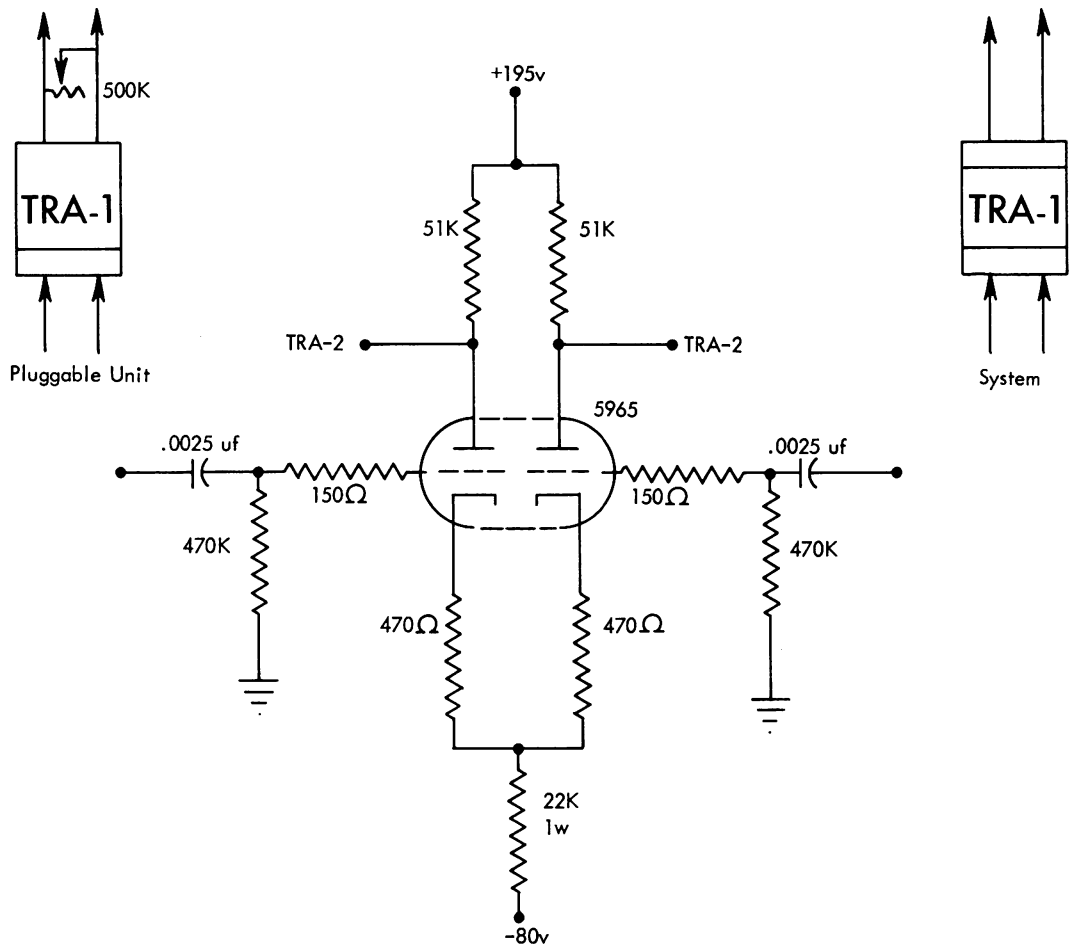 500K
+195v
TRA-1
TRA-1
51K
51K
TRA-2
TRA-2
Pluggable Unit
System
5965
.0025 uf
.0025 uf
150Ω
150Ω
470K
470K
470Ω
470Ω
22K
1w
-80v